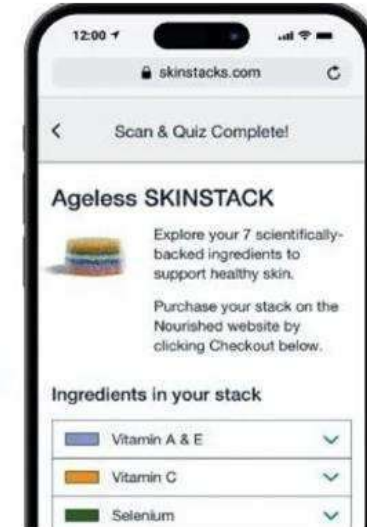 12:00
skinstacks.com
Scan & Quiz Complete!
Ageless SKINSTACK
Explore your 7 scientifically-
backed ingredients to
support healthy skin.
Purchase your stack on the
Nourished website by
clicking Checkout below.
Ingredients in your stack
Vitamin A & E
Vitamin C
Selenium